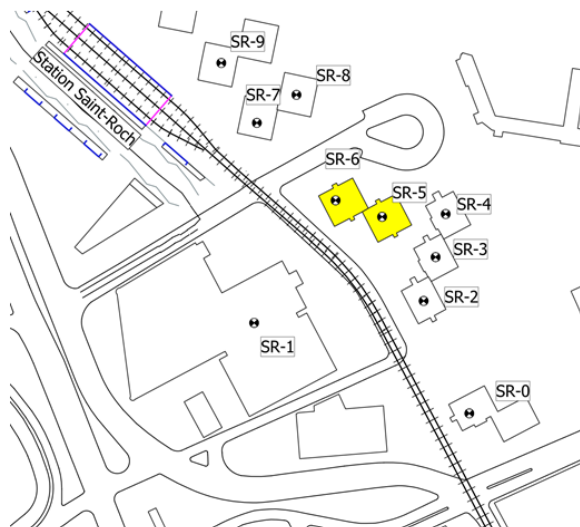 SR-9
Station Saint-Roch
SR-8
SR-7
SR-6
SR-5
SR-4
SR-3
SR-2
SR-1
SR-0